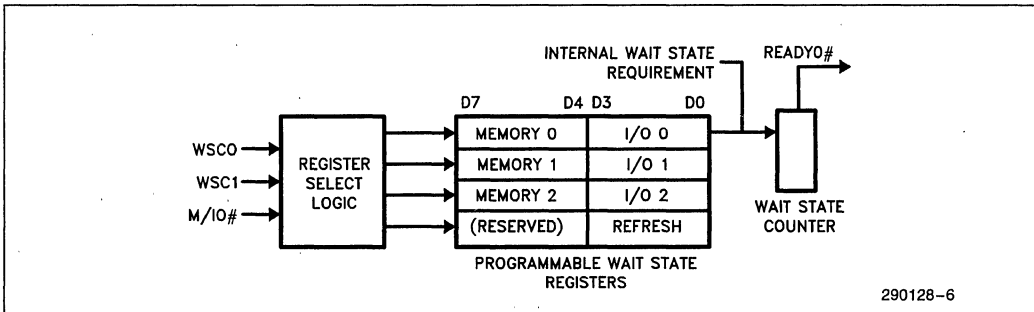 INTERNAL WAIT STATE
REQUIREMENT
READYO#
D7 D4 D3 D0
WSC0
WSC1
M/IO#
REGISTER
SELECT
LOGIC
MEMORY 0 I/O 0
MEMORY 1 I/O 1
MEMORY 2 I/O 2
(RESERVED) REFRESH
PROGRAMMABLE WAIT STATE
REGISTERS
WAIT STATE
COUNTER
290128-6